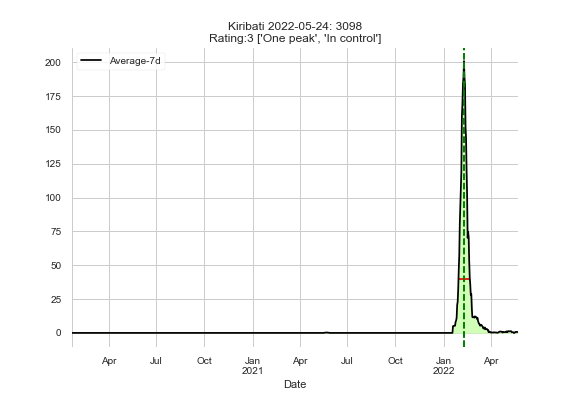 Kiribati 2022-05-24: 3098
Rating:3 ['One peak', 'In control']
Average-7d
200
175
150
125
100
75
50
25
0
Apr Jul Oct Jan Apr Jul Oct Jan Apr
2021 2022
Date